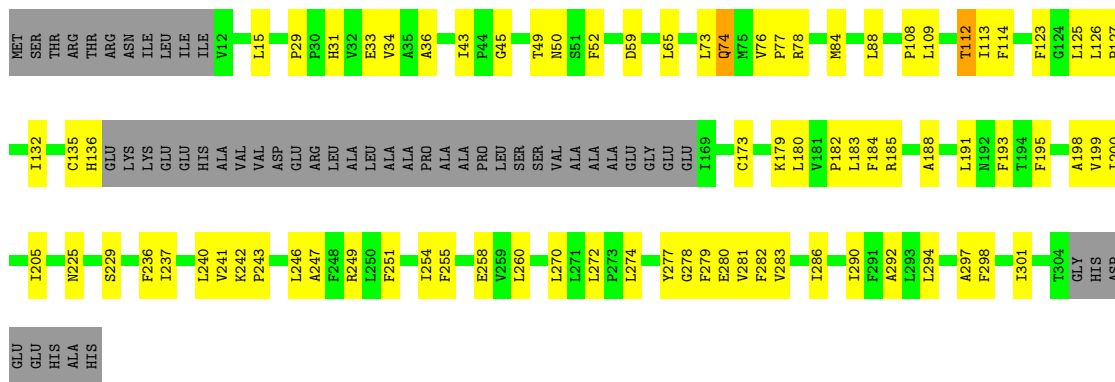 MET SER THR ARG THR ARG ASN ILE LEU ILE ILE V12 L15 P29 P30 H31 V32 E33 V34 A35 A36 I43 P44 G45 T49 N50 S51 F52 D59 L65 L73 Q74 M75 V76 P77 R78 M84 L88 P108 L109 T112 I113 F114 F123 G124 L125 L126
I132 C135 H136 GLU LYS LYS GLU GLU HIS ALA VAL VAL ASP GLU ARG LEU ALA LEU ALA ALA PRO ALA ALA PRO LEU SER SER VAL ALA ALA ALA GLU GLY GLU GLU I169 C173 K179 L180 V181 P182 L183 F184 R185 A188 L191 N192 F193 T194 F195 A198 V199
I205 N225 S229 F236 I237 L240 V241 K242 P243 L246 A247 F248 R249 L250 F251 I254 F255 E258 V259 L260 L270 L271 L272 P273 L274 Y277 G278 F279 E280 V281 F282 V283 I286 I290 F291 A292 L293 L294 A297 F298 I301 T304 GLY HIS ASP
GLU GLU HIS ALA HIS